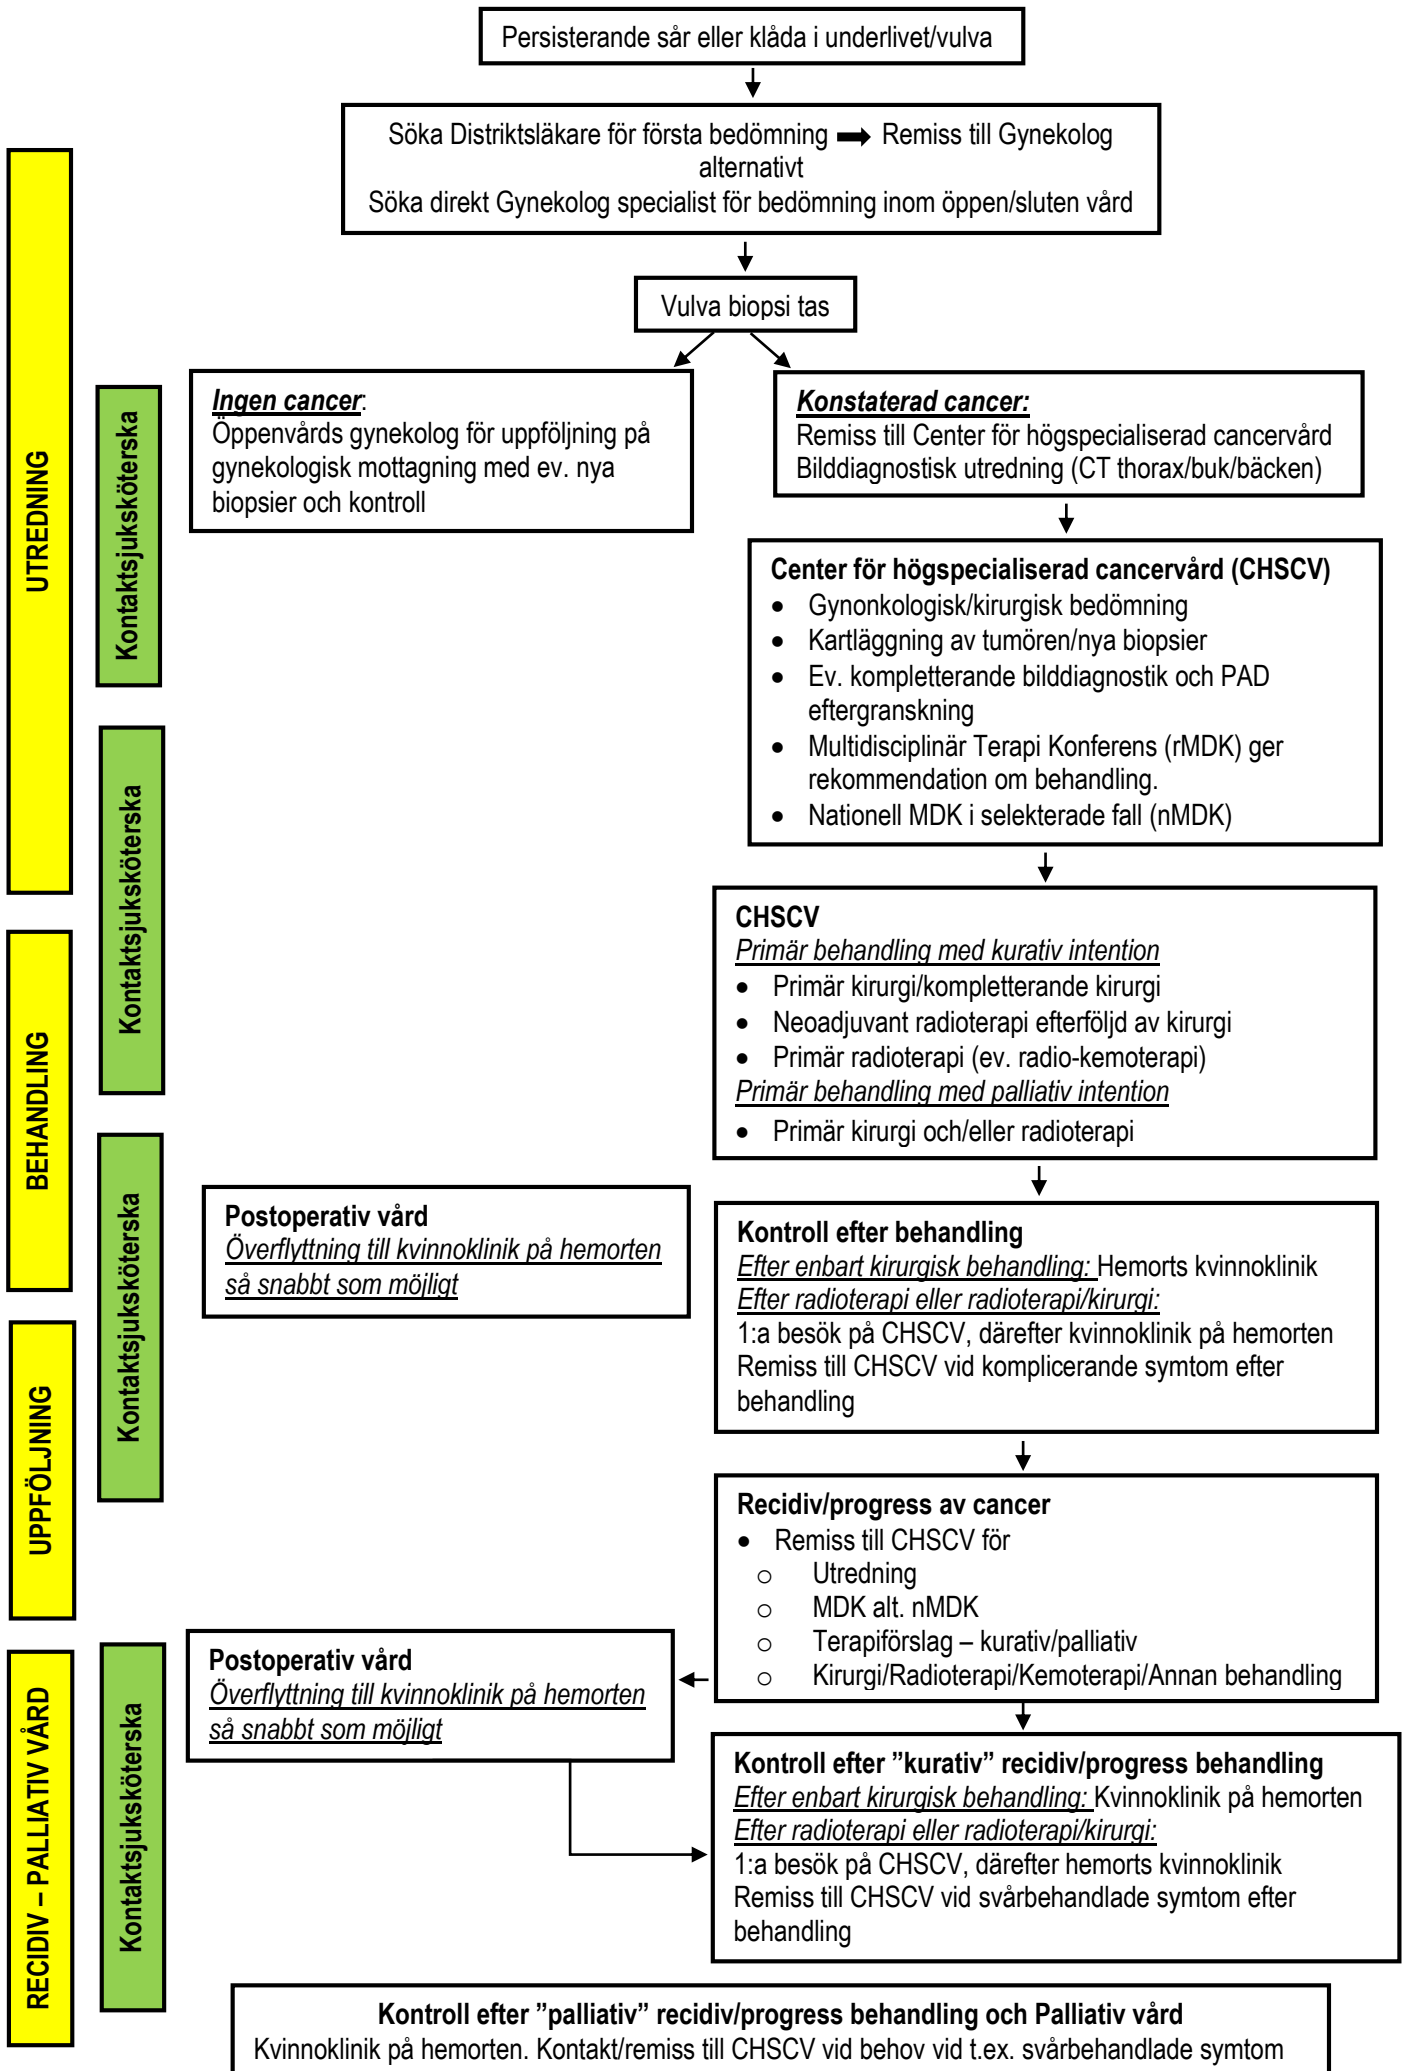 Persisterande sår eller klåda i underlivet/vulva
Söka Distriktsläkare för första bedömning ➡ Remiss till Gynekolog
alternativt
Söka direkt Gynekolog specialist för bedömning inom öppen/sluten vård
Vulva biopsi tas
Ingen cancer:
Öppenvårds gynekolog för uppföljning på
gynekologisk mottagning med ev. nya
biopsier och kontroll
Konstaterad cancer:
Remiss till Center för högspecialiserad cancervård
Bilddiagnostisk utredning (CT thorax/buk/bäcken)
UTREDNING
Kontaktsjuksköterska
Center för högspecialiserad cancervård (CHSCV)
• Gynonkologisk/kirurgisk bedömning
• Kartläggning av tumören/nya biopsier
• Ev. kompletterande bilddiagnostik och PAD
eftergranskning
• Multidisciplinär Terapi Konferens (rMDK) ger
rekommendation om behandling.
• Nationell MDK i selekterade fall (nMDK)
Kontaktsjuksköterska
CHSCV
Primär behandling med kurativ intention
• Primär kirurgi/kompletterande kirurgi
• Neoadjuvant radioterapi efterföljd av kirurgi
• Primär radioterapi (ev. radio-kemoterapi)
Primär behandling med palliativ intention
• Primär kirurgi och/eller radioterapi
BEHANDLING
Kontaktsjuksköterska
Postoperativ vård
Överflyttning till kvinnoklinik på hemorten
så snabbt som möjligt
Kontroll efter behandling
Efter enbart kirurgisk behandling: Hemorts kvinnoklinik
Efter radioterapi eller radioterapi/kirurgi:
1:a besök på CHSCV, därefter kvinnoklinik på hemorten
Remiss till CHSCV vid komplicerande symtom efter
behandling
UPPFÖLJNING
Recidiv/progress av cancer
• Remiss till CHSCV för
o Utredning
o MDK alt. nMDK
o Terapiförslag – kurativ/palliativ
o Kirurgi/Radioterapi/Kemoterapi/Annan behandling
Postoperativ vård
Överflyttning till kvinnoklinik på hemorten
så snabbt som möjligt
RECIDIV – PALLIATIV VÅRD
Kontaktsjuksköterska
Kontroll efter ”kurativ” recidiv/progress behandling
Efter enbart kirurgisk behandling: Kvinnoklinik på hemorten
Efter radioterapi eller radioterapi/kirurgi:
1:a besök på CHSCV, därefter hemorts kvinnoklinik
Remiss till CHSCV vid svårbehandlade symtom efter
behandling
Kontroll efter ”palliativ” recidiv/progress behandling och Palliativ vård
Kvinnoklinik på hemorten. Kontakt/remiss till CHSCV vid behov vid t.ex. svårbehandlade symtom